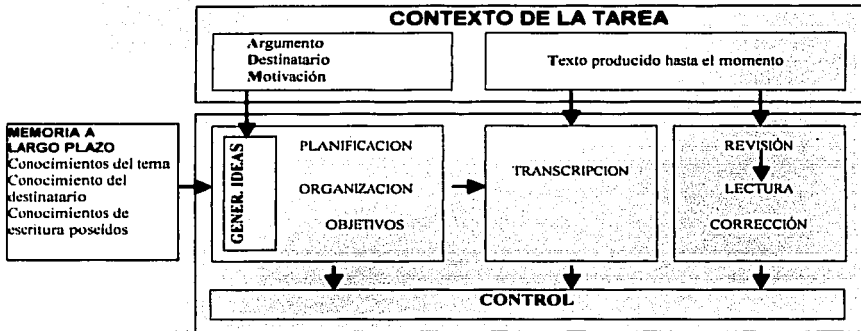 CONTEXTO DE LA TAREA
Argumento
Destinatario
Motivación
Texto producido hasta el momento
MEMORIA A
LARGO PLAZO
Conocimientos del tema
Conocimiento del
destinatario
Conocimientos de
escritura poseídos
GENER. IDEAS
PLANIFICACION
ORGANIZACION
OBJETIVOS
TRANSCRIPCION
REVISIÓN
LECTURA
CORRECCIÓN
CONTROL